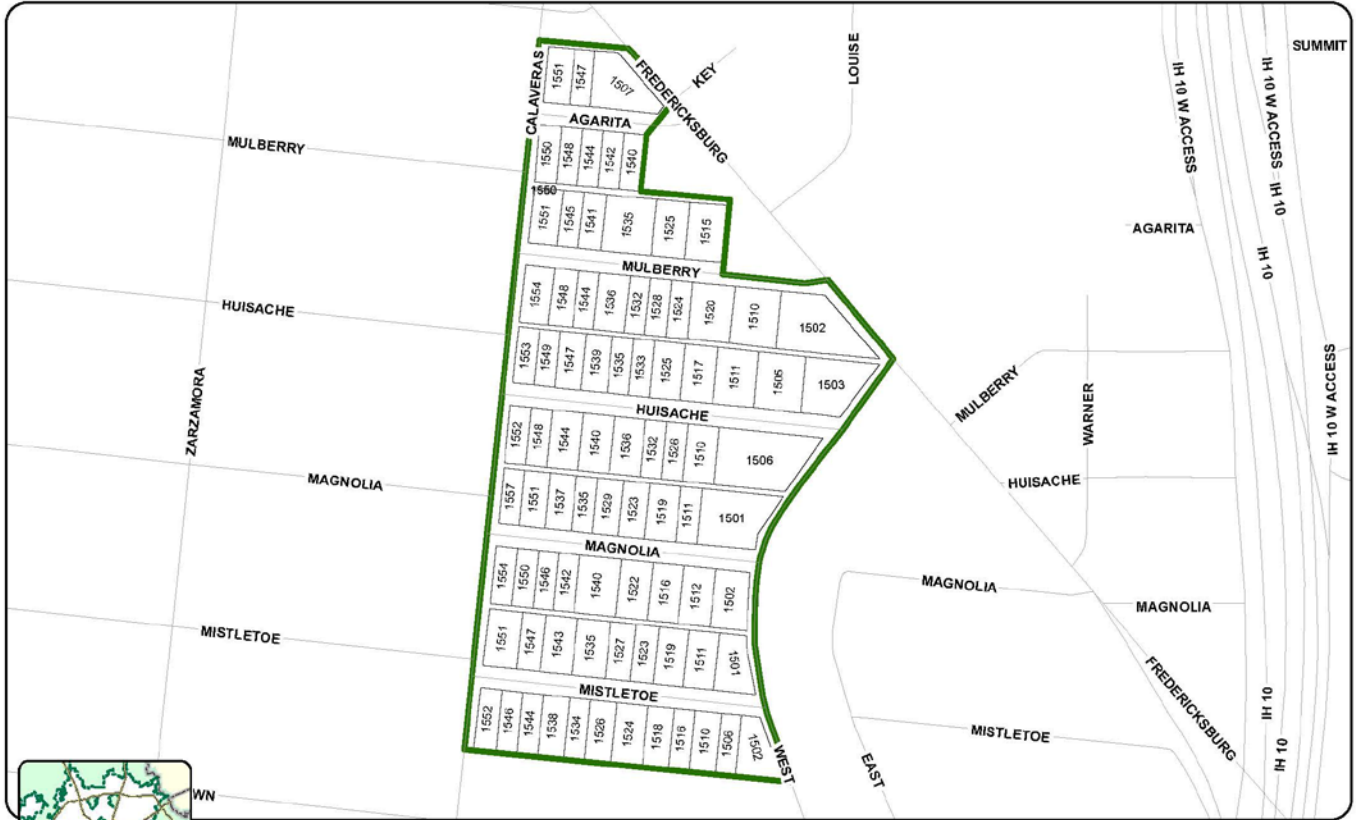 SUMMIT
LOUISE
KEY
FREDERICKSBURG
CALAVERAS
IH 10 W ACCESS
IH 10 W ACCESS
IH 10
1551
1547
1507
AGARITA
1550
1548
1544
1542
1540
MULBERRY
1550
1551
1545
1541
1535
1525
1515
AGARITA
IH 10
MULBERRY
1554
1548
1544
1536
1532
1528
1524
1520
1510
1502
HUISACHE
1553
1549
1547
1539
1535
1533
1525
1517
1511
1505
1503
MULBERRY
WARNER
IH 10 W ACCESS
ZARZAMORA
HUISACHE
1552
1548
1544
1540
1536
1532
1526
1510
1506
HUISACHE
MAGNOLIA
1557
1551
1537
1535
1529
1523
1519
1511
1501
MAGNOLIA
1554
1550
1546
1542
1540
1522
1516
1512
1502
MAGNOLIA
MAGNOLIA
MISTLETOE
1551
1547
1543
1535
1527
1523
1519
1511
1501
MISTLETOE
FREDERICKSBURG
IH 10
1552
1546
1544
1538
1534
1526
1524
1518
1516
1510
1506
1502
WEST
EAST
MISTLETOE
IH 10
WN